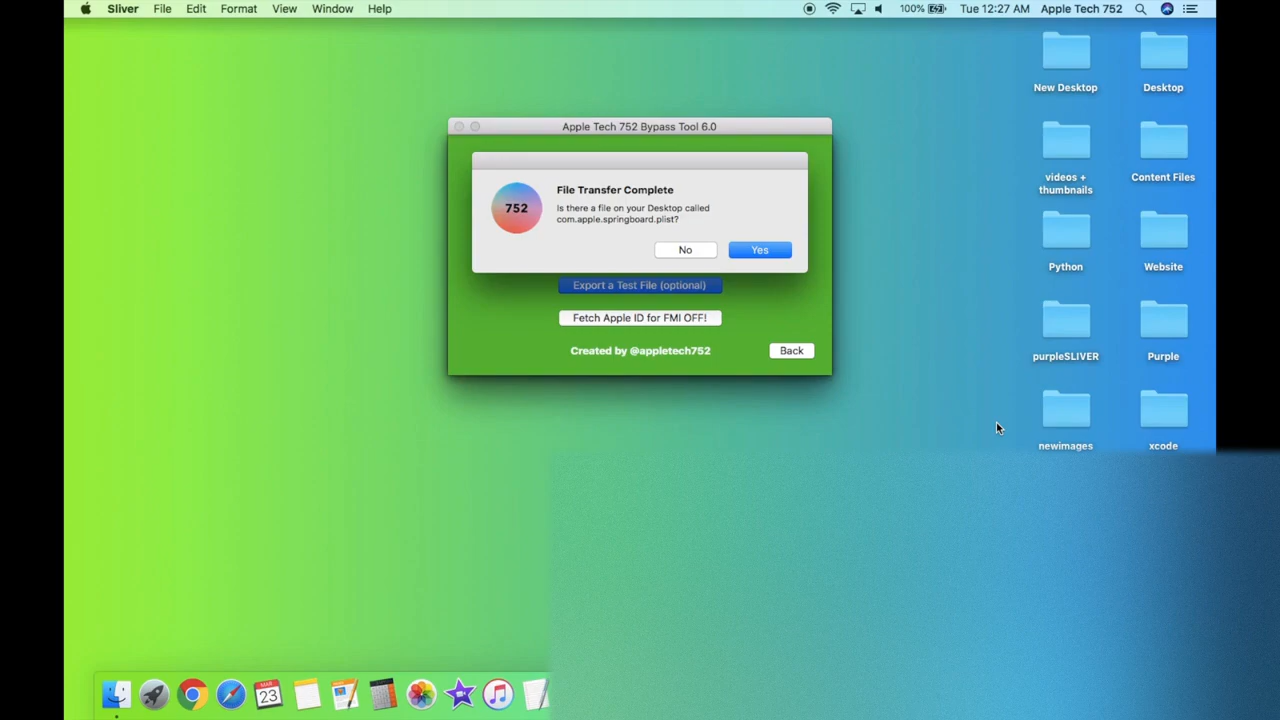 Sliver File Edit Format View Window Help 100% Tue 12:27 AM Apple Tech 752
New Desktop
Desktop
videos +
thumbnails
Content Files
Python
Website
purpleSLIVER
Purple
newimages
xcode
Apple Tech 752 Bypass Tool 6.0
752
File Transfer Complete
Is there a file on your Desktop called
com.apple.springboard.plist?
No
Yes
Export a Test File (optional)
Fetch Apple ID for FMI OFF!
Created by @appletech752
Back
MAR
23